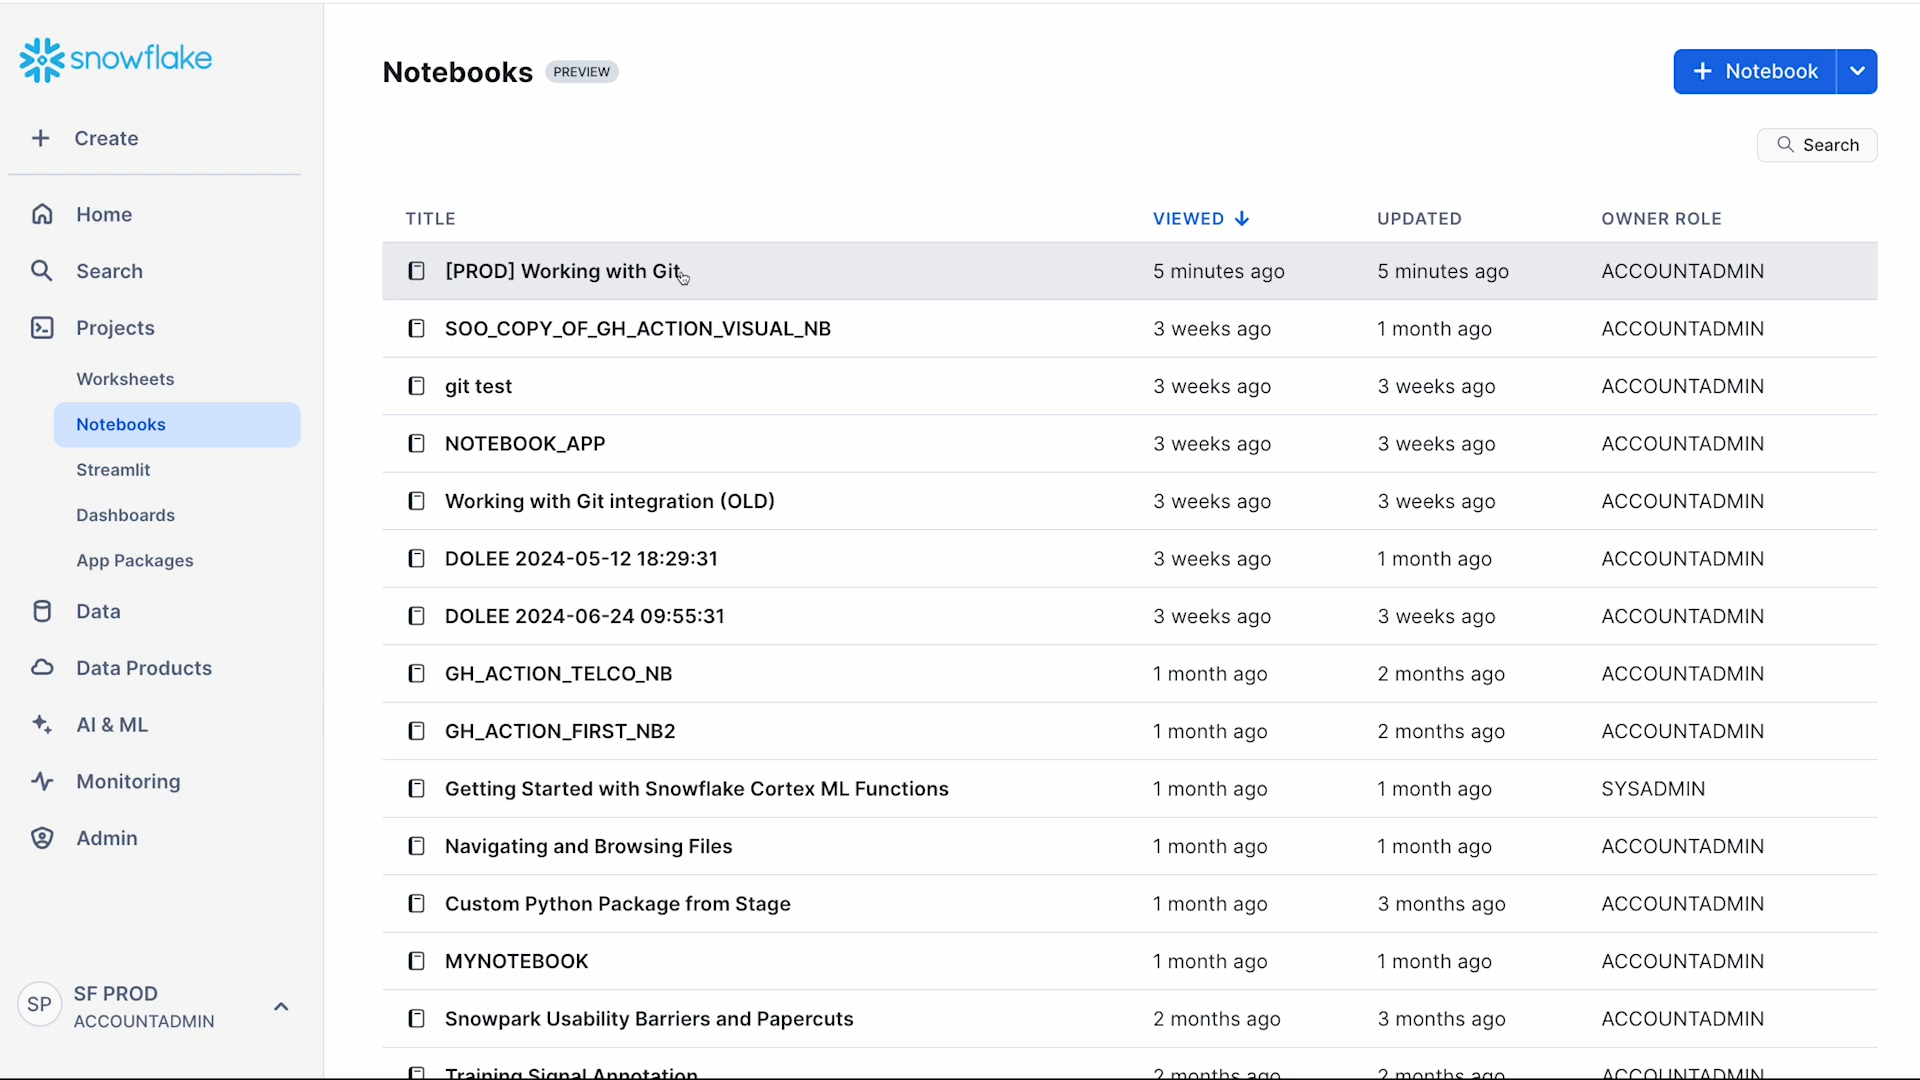 snowflake
Create
Home
Search
Projects
Worksheets
Notebooks
Streamlit
Dashboards
App Packages
Data
Data Products
AI & ML
Monitoring
Admin
SP
SF PROD
ACCOUNTADMIN
Notebooks PREVIEW
+ Notebook
Search
TITLE VIEWED ↓ UPDATED OWNER ROLE
[PROD] Working with Git 5 minutes ago 5 minutes ago ACCOUNTADMIN
SOO_COPY_OF_GH_ACTION_VISUAL_NB 3 weeks ago 1 month ago ACCOUNTADMIN
git test 3 weeks ago 3 weeks ago ACCOUNTADMIN
NOTEBOOK_APP 3 weeks ago 3 weeks ago ACCOUNTADMIN
Working with Git integration (OLD) 3 weeks ago 3 weeks ago ACCOUNTADMIN
DOLEE 2024-05-12 18:29:31 3 weeks ago 1 month ago ACCOUNTADMIN
DOLEE 2024-06-24 09:55:31 3 weeks ago 3 weeks ago ACCOUNTADMIN
GH_ACTION_TELCO_NB 1 month ago 2 months ago ACCOUNTADMIN
GH_ACTION_FIRST_NB2 1 month ago 2 months ago ACCOUNTADMIN
Getting Started with Snowflake Cortex ML Functions 1 month ago 1 month ago SYSADMIN
Navigating and Browsing Files 1 month ago 1 month ago ACCOUNTADMIN
Custom Python Package from Stage 1 month ago 3 months ago ACCOUNTADMIN
MYNOTEBOOK 1 month ago 1 month ago ACCOUNTADMIN
Snowpark Usability Barriers and Papercuts 2 months ago 3 months ago ACCOUNTADMIN
Training Signal Annotation 2 months ago 2 months ago ACCOUNTADMIN